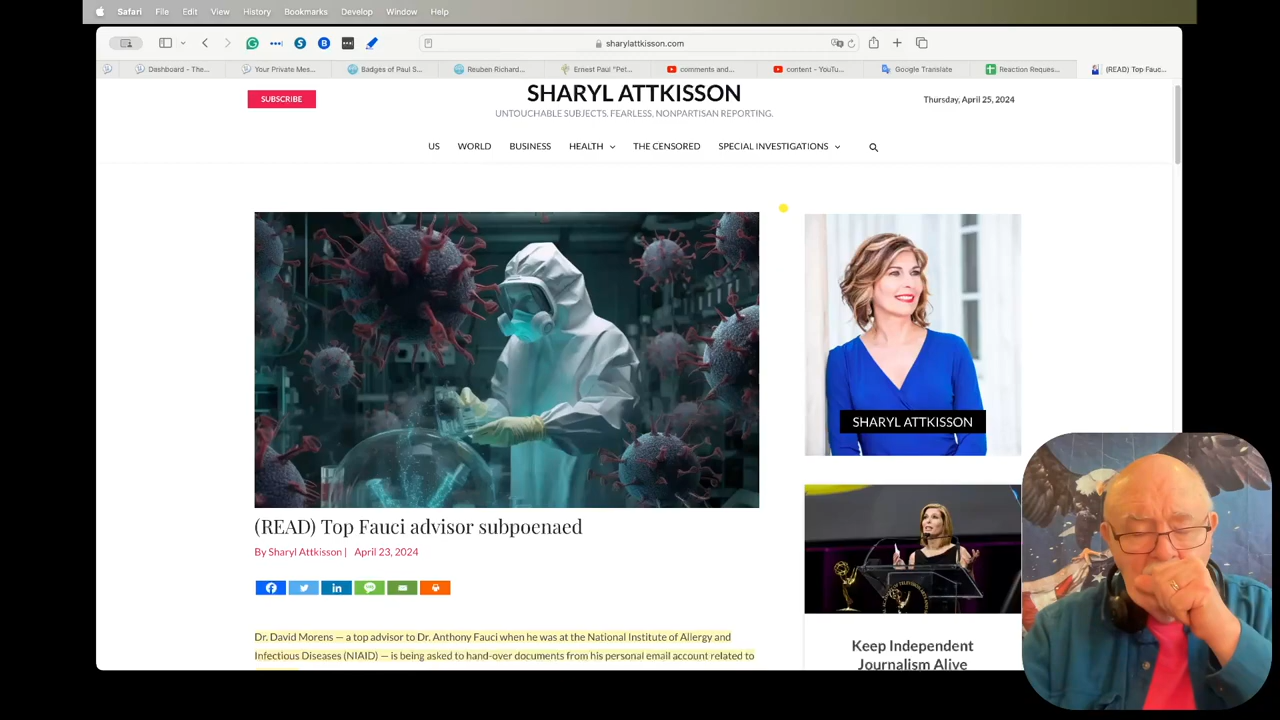 Safari File Edit View History Bookmarks Develop Window Help
sharylattkisson.com
Dashboard - The... Your Private Mes... Badges of Paul S... Reuben Richard... Ernest Paul "Pet... comments and... content - YouTu... Google Translate Reaction Reques... (READ) Top Fauc...
SUBSCRIBE
SHARYL ATTKISSON
UNTOUCHABLE SUBJECTS. FEARLESS, NONPARTISAN REPORTING.
Thursday, April 25, 2024
US WORLD BUSINESS HEALTH THE CENSORED SPECIAL INVESTIGATIONS
SHARYL ATTKISSON
(READ) Top Fauci advisor subpoenaed
By Sharyl Attkisson | April 23, 2024
Dr. David Morens — a top advisor to Dr. Anthony Fauci when he was at the National Institute of Allergy and
Infectious Diseases (NIAID) — is being asked to hand-over documents from his personal email account related to
Keep Independent
Journalism Alive